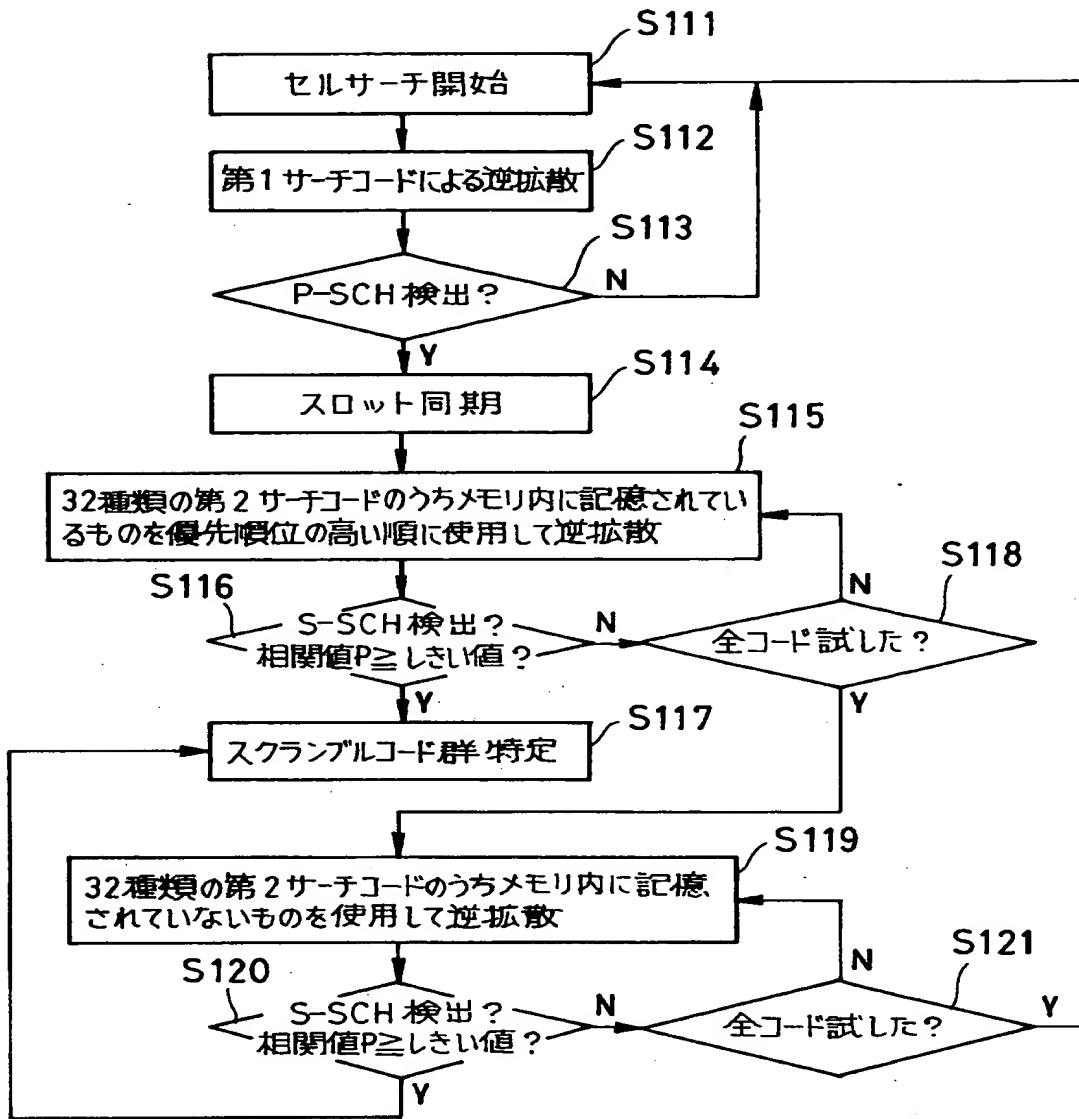 S111
セルサーチ開始
S112
第1サーチコードによる逆拡散
S113
P-SCH検出?
N
Y
S114
スロット同期
S115
32種類の第2サーチコードのうちメモリ内に記憶されてい
るものを優先順位の高い順に使用して逆拡散
S116
S-SCH検出?
相関値P≧しきい値?
N
Y
S118
全コード試した?
N
Y
S117
スクランブルコード群特定
S119
32種類の第2サーチコードのうちメモリ内に記憶
されていないものを使用して逆拡散
S120
S-SCH検出?
相関値P≧しきい値?
N
Y
S121
全コード試した?
N
Y